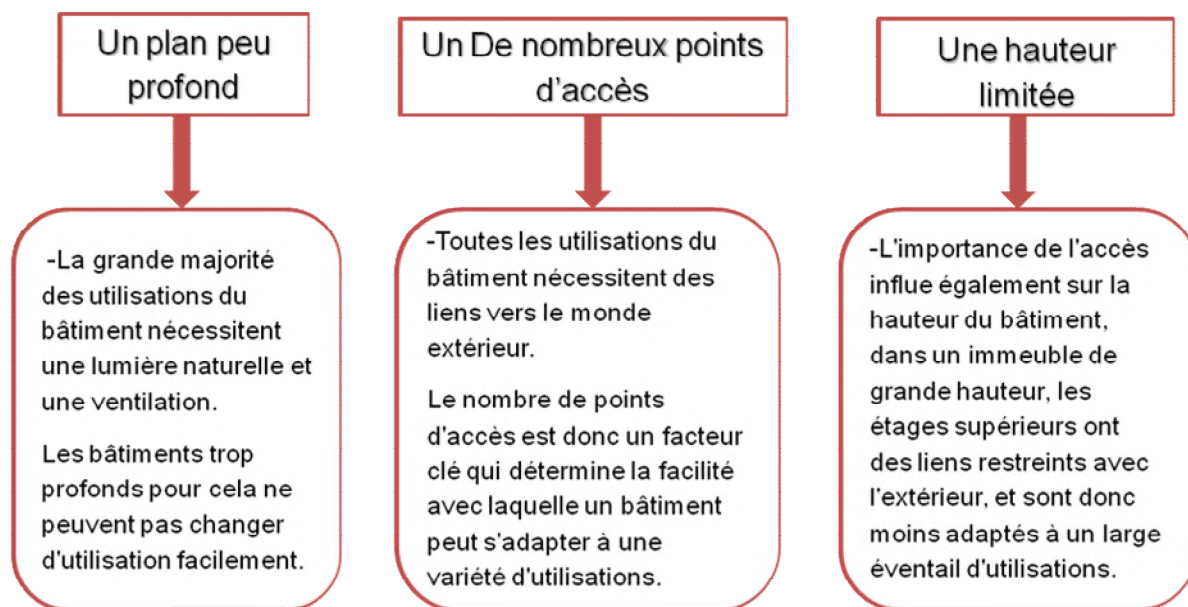 Un plan peu
profond
Un De nombreux points
d'accès
Une hauteur
limitée
-La grande majorité
des utilisations du
bâtiment nécessitent
une lumière naturelle et
une ventilation.
Les bâtiments trop
profonds pour cela ne
peuvent pas changer
d'utilisation facilement.
-Toutes les utilisations du
bâtiment nécessitent des
liens vers le monde
extérieur.
Le nombre de points
d'accès est donc un facteur
clé qui détermine la facilité
avec laquelle un bâtiment
peut s'adapter à une
variété d'utilisations.
-L'importance de l'accès
influe également sur la
hauteur du bâtiment,
dans un immeuble de
grande hauteur, les
étages supérieurs ont
des liens restreints avec
l'extérieur, et sont donc
moins adaptés à un large
éventail d'utilisations.